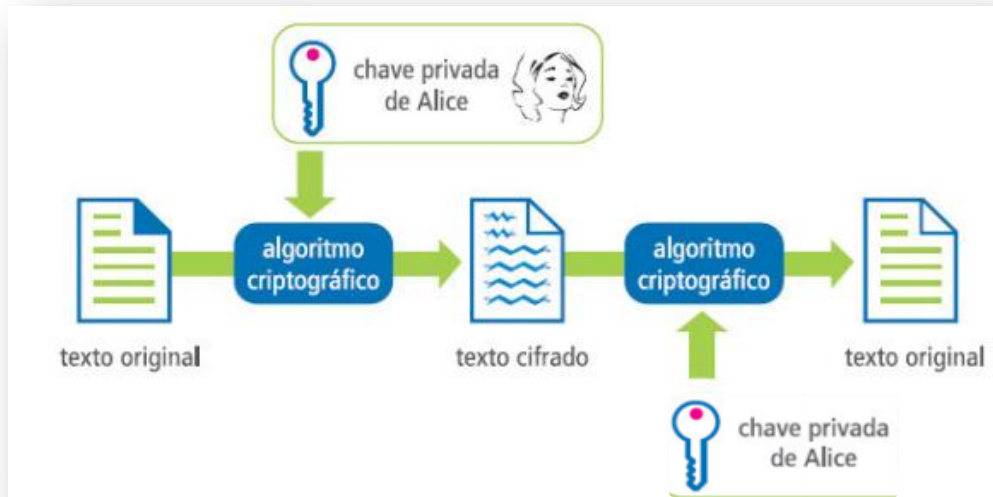 chave privada
de Alice
algoritmo
criptográfico
algoritmo
criptográfico
texto original
texto cifrado
texto original
chave privada
de Alice